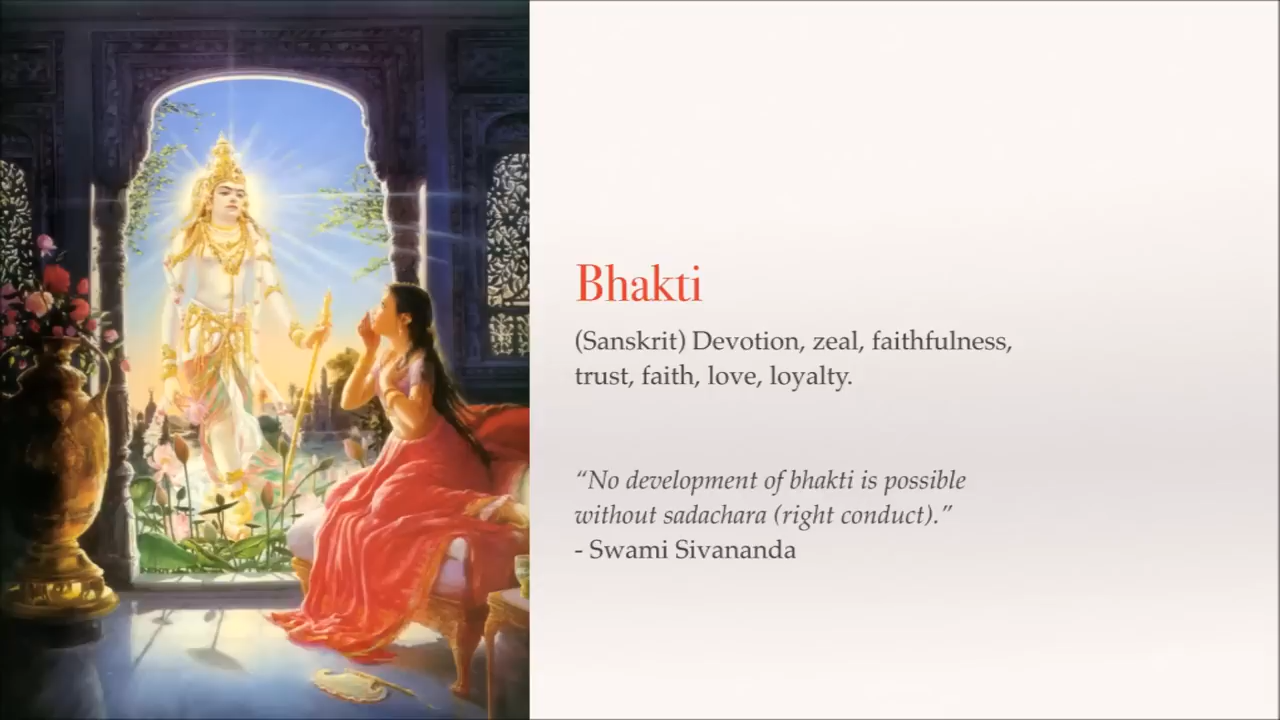 Bhakti
(Sanskrit) Devotion, zeal, faithfulness,
trust, faith, love, loyalty.
“No development of bhakti is possible
without sadachara (right conduct).”
- Swami Sivananda